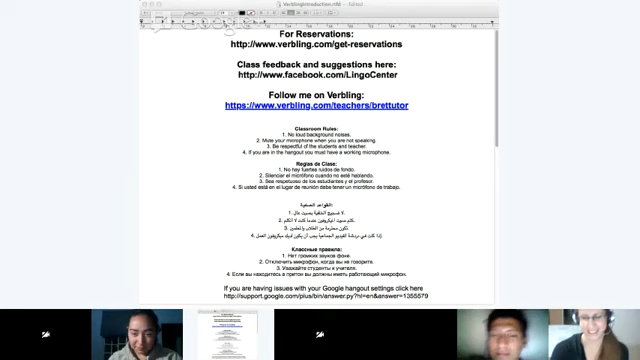 VerblingIntroduction.rtf — Edited
Google
For Reservations:
http://www.verbling.com/get-reservations
Class feedback and suggestions here:
http://www.facebook.com/LingoCenter
Follow me on Verbling:
https://www.verbling.com/teachers/brettutor
Classroom Rules:
1. No loud background noises.
2. Mute your microphone when you are not speaking.
3. Be respectful of the students and teacher.
4. If you are in the hangout you must have a working microphone.
Reglas de Clase:
1. No hay fuertes ruidos de fondo.
2. Silenciar el micrófono cuando no esté hablando.
3. Sea respetuoso de los estudiantes y el profesor.
4. Si usted está en el lugar de reunión debe tener un micrófono de trabajo.
القواعد الصفية:
Классные правила:
1. Нет громких звуков фоне.
2. Отключить микрофон, когда вы не говорите.
3. Уважайте студенты и учителя.
4. Если вы находитесь в притон вы должны иметь работающий микрофон.
If you are having issues with your Google hangout settings click here
http://support.google.com/plus/bin/answer.py?hl=en&answer=1355579